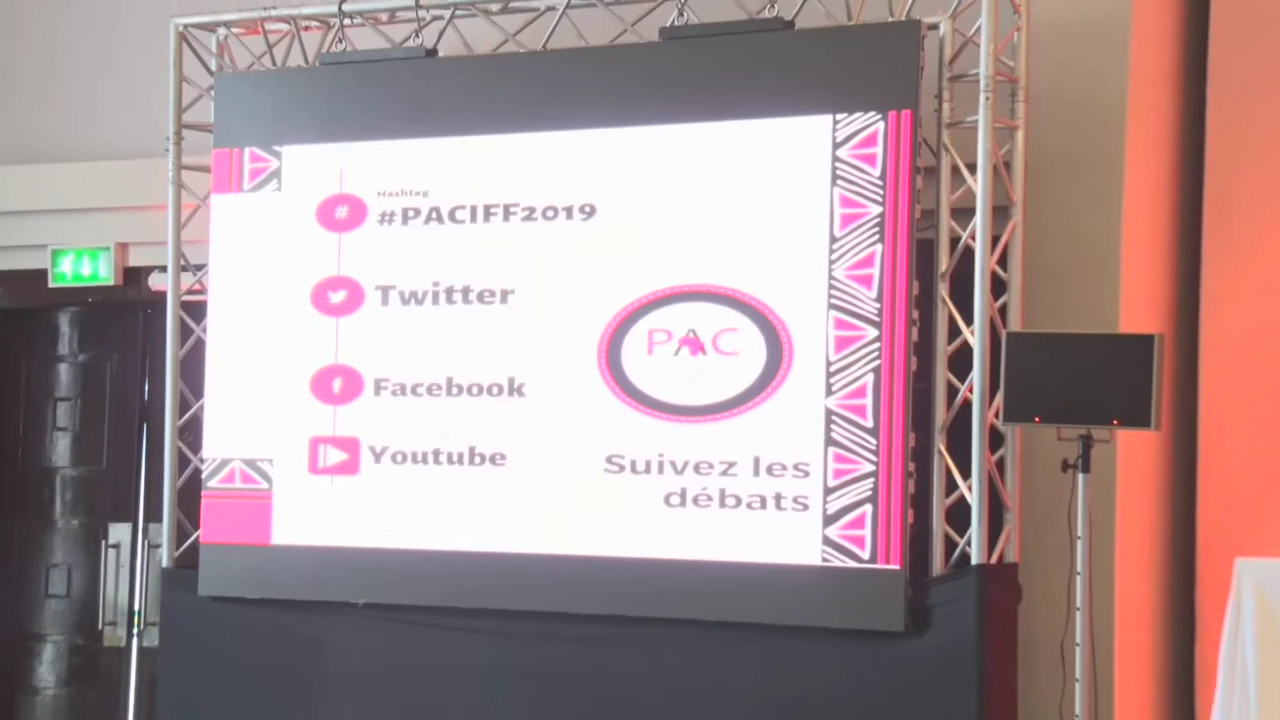 Hashtag
#PACIFF2019
Twitter
Facebook
Youtube
PAC
Suivez les
débats